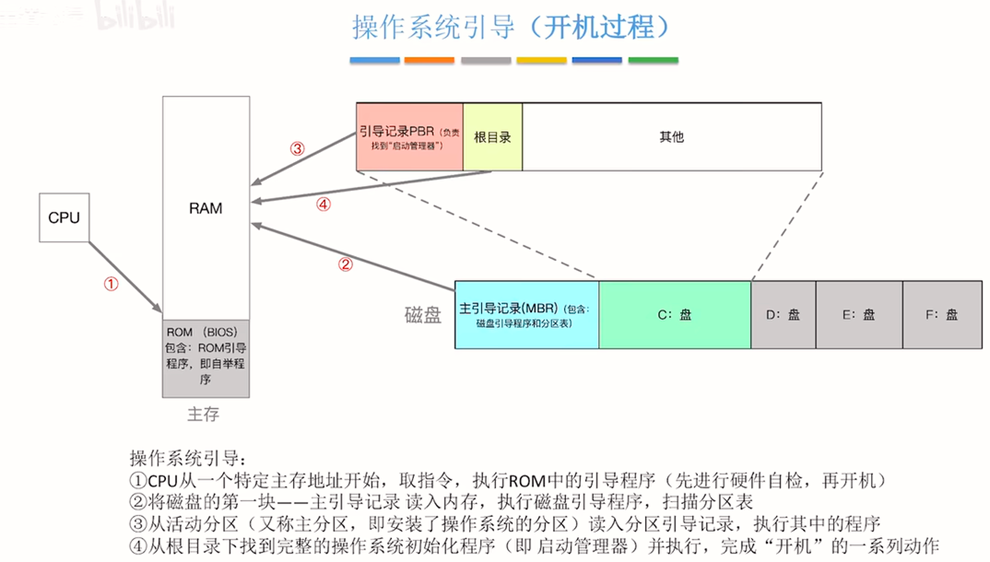 bilibili
操作系统引导（开机过程）
引导记录PBR（负责
找到“启动管理器”）
根目录
其他
③
RAM
④
CPU
②
①
磁盘
主引导记录(MBR)（包含：
磁盘引导程序和分区表）
C：盘
D：盘
E：盘
F：盘
ROM （BIOS）
包含：ROM引导
程序，即自举程
序
主存
操作系统引导：
①CPU从一个特定主存地址开始，取指令，执行ROM中的引导程序（先进行硬件自检，再开机）
②将磁盘的第一块——主引导记录 读入内存，执行磁盘引导程序，扫描分区表
③从活动分区（又称主分区，即安装了操作系统的分区）读入分区引导记录，执行其中的程序
④从根目录下找到完整的操作系统初始化程序（即 启动管理器）并执行，完成“开机”的一系列动作